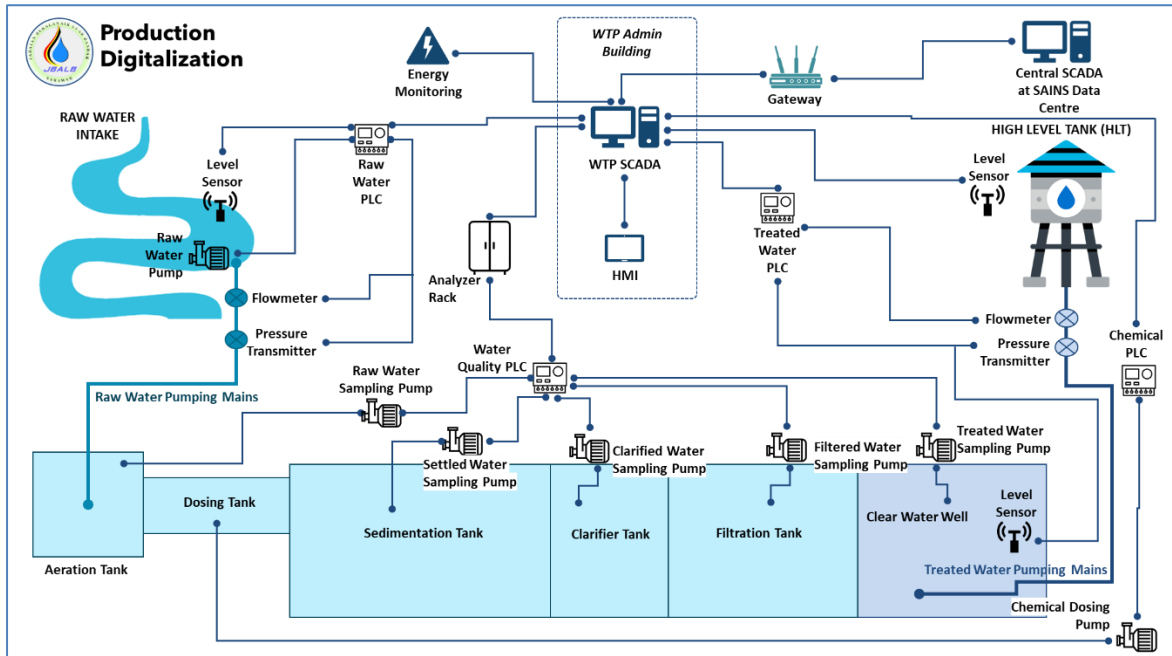 Production
Digitalization
JBALB
SARAWAK
WTP Admin
Building
Energy
Monitoring
Gateway
Central SCADA
at SAINS Data
Centre
RAW WATER
INTAKE
HIGH LEVEL TANK (HLT)
Level
Sensor
Raw
Water
PLC
WTP SCADA
Level
Sensor
Raw
Water
Pump
Analyzer
Rack
HMI
Treated
Water
PLC
Flowmeter
Pressure
Transmitter
Flowmeter
Pressure
Transmitter
Chemical
PLC
Water
Quality PLC
Raw Water
Sampling Pump
Raw Water Pumping Mains
Settled Water
Sampling Pump
Clarified Water
Sampling Pump
Filtered Water
Sampling Pump
Treated Water
Sampling Pump
Dosing Tank
Sedimentation Tank
Clarifier Tank
Filtration Tank
Clear Water Well
Level
Sensor
Aeration Tank
Treated Water Pumping Mains
Chemical Dosing
Pump